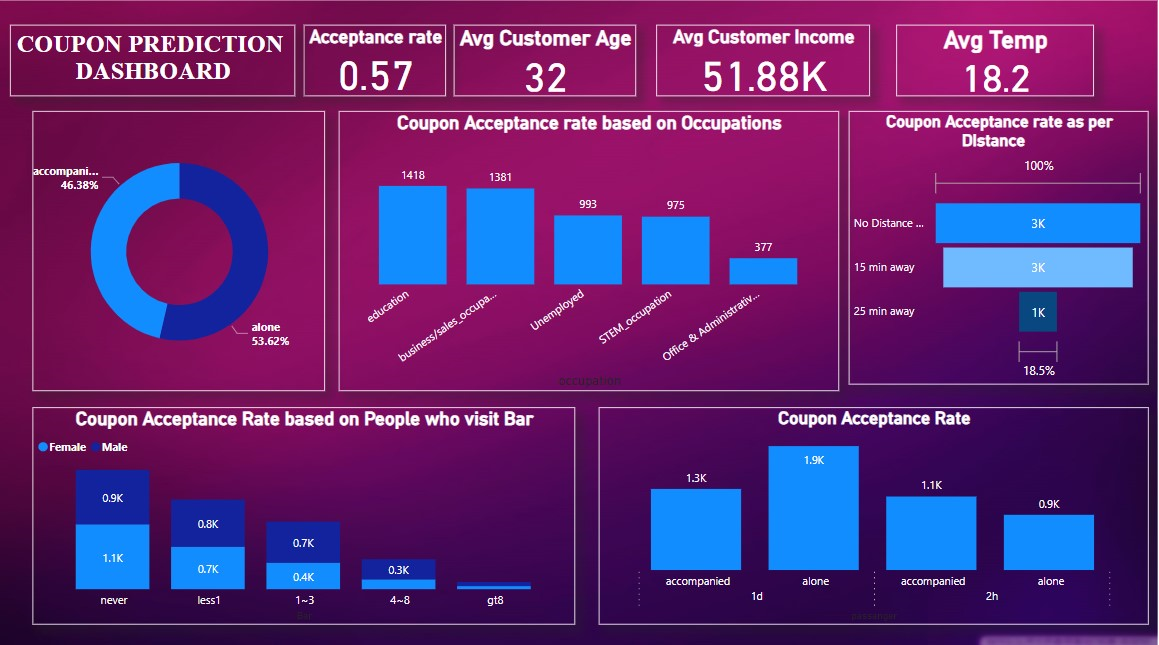 COUPON PREDICTION
DASHBOARD
Acceptance rate
0.57
Avg Customer Age
32
Avg Customer Income
51.88K
Avg Temp
18.2
accompani...
46.38%
alone
53.62%
Coupon Acceptance rate based on Occupations
1418
1381
993
975
377
education
business/sales_occupa...
Unemployed
STEM_occupation
Office & Administrativ...
occupation
Coupon Acceptance rate as per
Distance
100%
No Distance ...
3K
15 min away
3K
25 min away
1K
18.5%
Coupon Acceptance Rate based on People who visit Bar
Female Male
0.9K
1.1K
0.8K
0.7K
0.7K
0.4K
0.3K
never
less1
1~3
4~8
gt8
Bar
Coupon Acceptance Rate
1.3K
1.9K
1.1K
0.9K
accompanied
alone
accompanied
alone
1d
2h